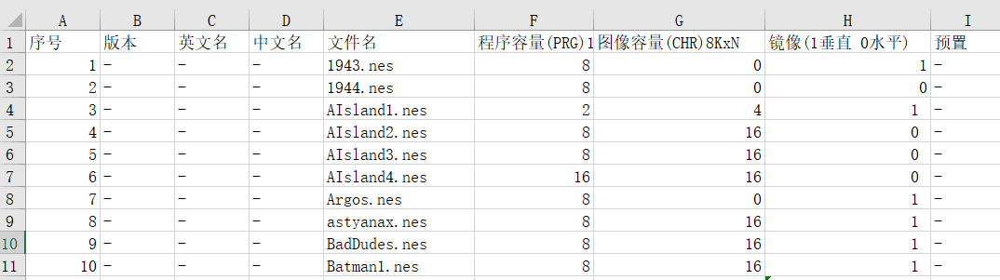 A B C D E F G H I
1 序号 版本 英文名 中文名 文件名 程序容量(PRG)1 图像容量(CHR)8KxN 镜像(1垂直 0水平) 预置
2 1 - - - 1943.nes 8 0 1 -
3 2 - - - 1944.nes 8 0 0 -
4 3 - - - AIsland1.nes 2 4 1 -
5 4 - - - AIsland2.nes 8 16 0 -
6 5 - - - AIsland3.nes 8 16 0 -
7 6 - - - AIsland4.nes 16 16 0 -
8 7 - - - Argos.nes 8 0 1 -
9 8 - - - astyanax.nes 8 16 1 -
10 9 - - - BadDudes.nes 8 16 1 -
11 10 - - - Batman1.nes 8 16 1 -